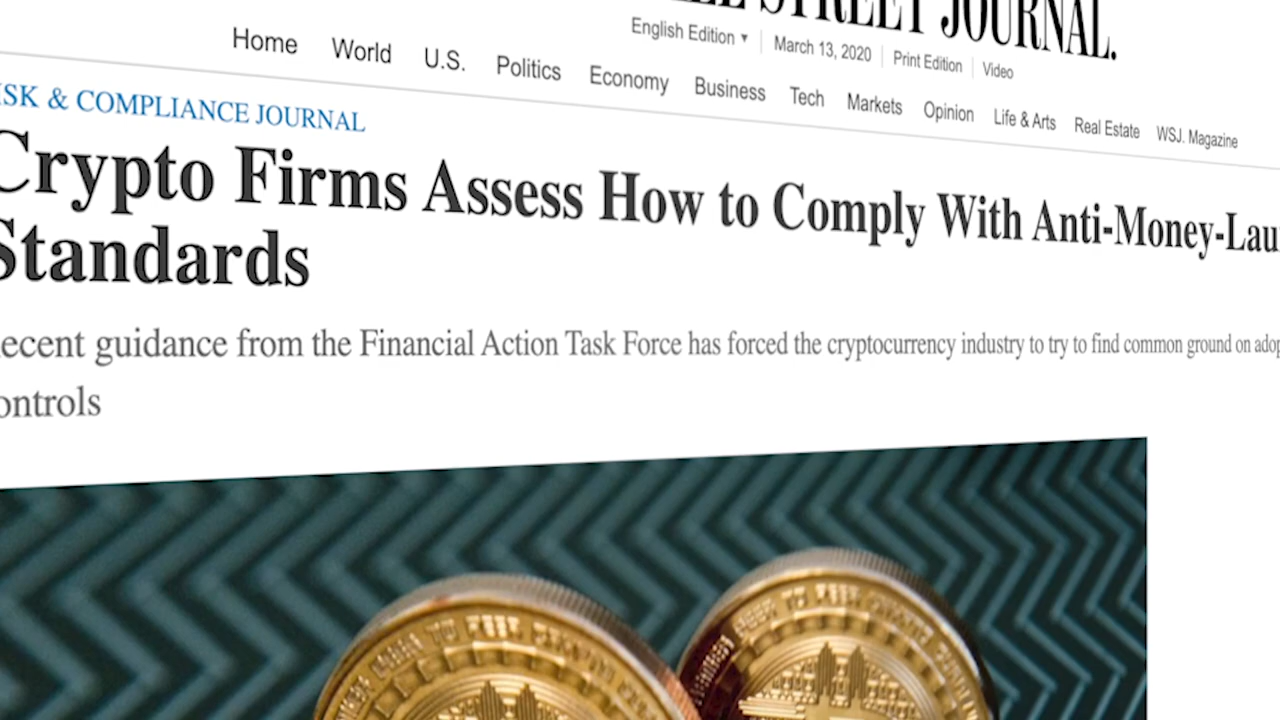 STREET JOURNAL.
English Edition ▾ March 13, 2020 Print Edition Video
Home World U.S. Politics Economy Business Tech Markets Opinion Life & Arts Real Estate WSJ. Magazine
ISK & COMPLIANCE JOURNAL
Crypto Firms Assess How to Comply With Anti-Money-Lau
Standards
ecent guidance from the Financial Action Task Force has forced the cryptocurrency industry to try to find common ground on adop
ontrols